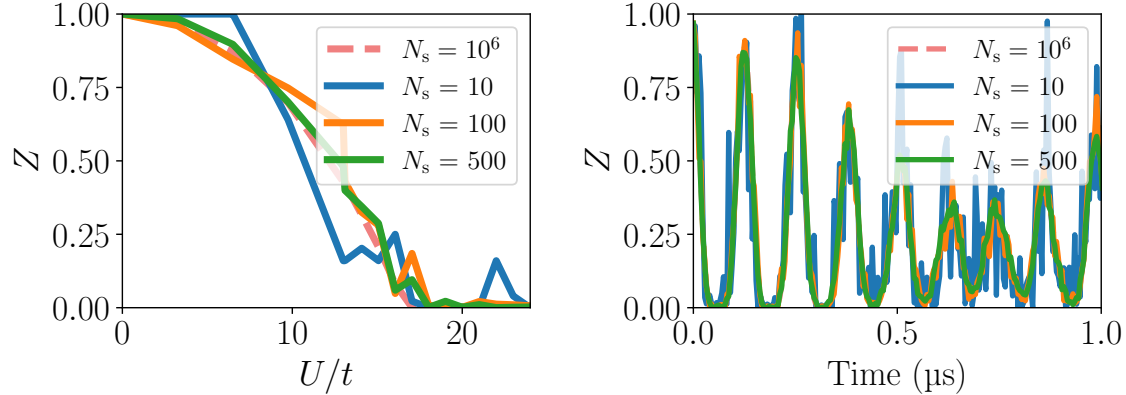 1.00
0.75
0.50
0.25
0.00
Z
0
10
20
U/t
N_s = 10^6
N_s = 10
N_s = 100
N_s = 500
1.00
0.75
0.50
0.25
0.00
Z
0.0
0.5
1.0
Time (µs)
N_s = 10^6
N_s = 10
N_s = 100
N_s = 500